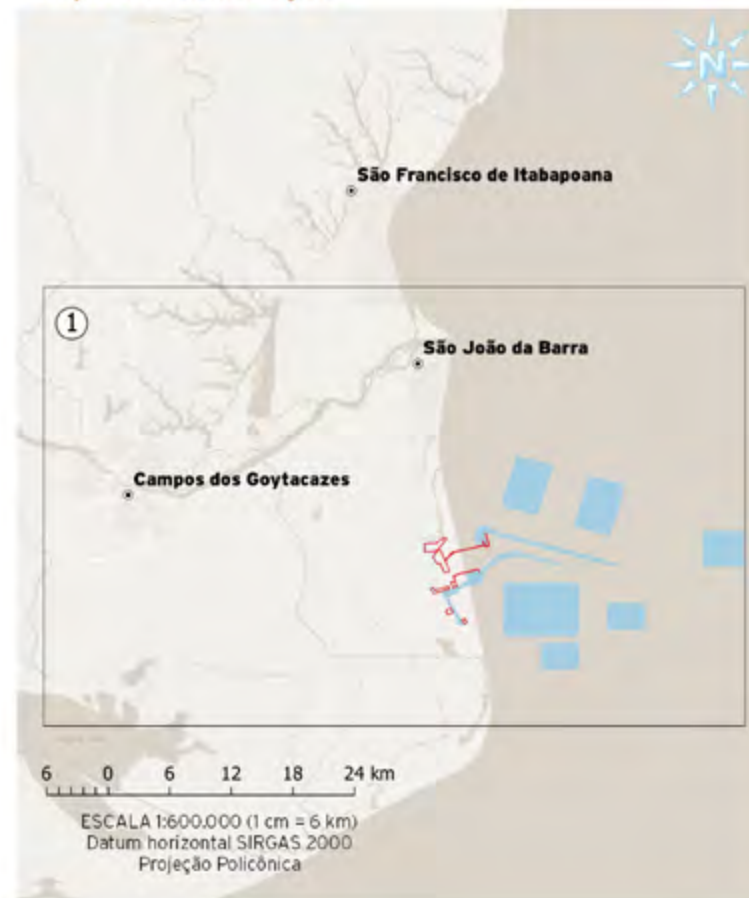 N
São Francisco de Itabapoana
1
São João da Barra
Campos dos Goytacazes
6 0 6 12 18 24 km
ESCALA 1:600.000 (1 cm = 6 km)
Datum horizontal SIRGAS 2000
Projeção Policônica